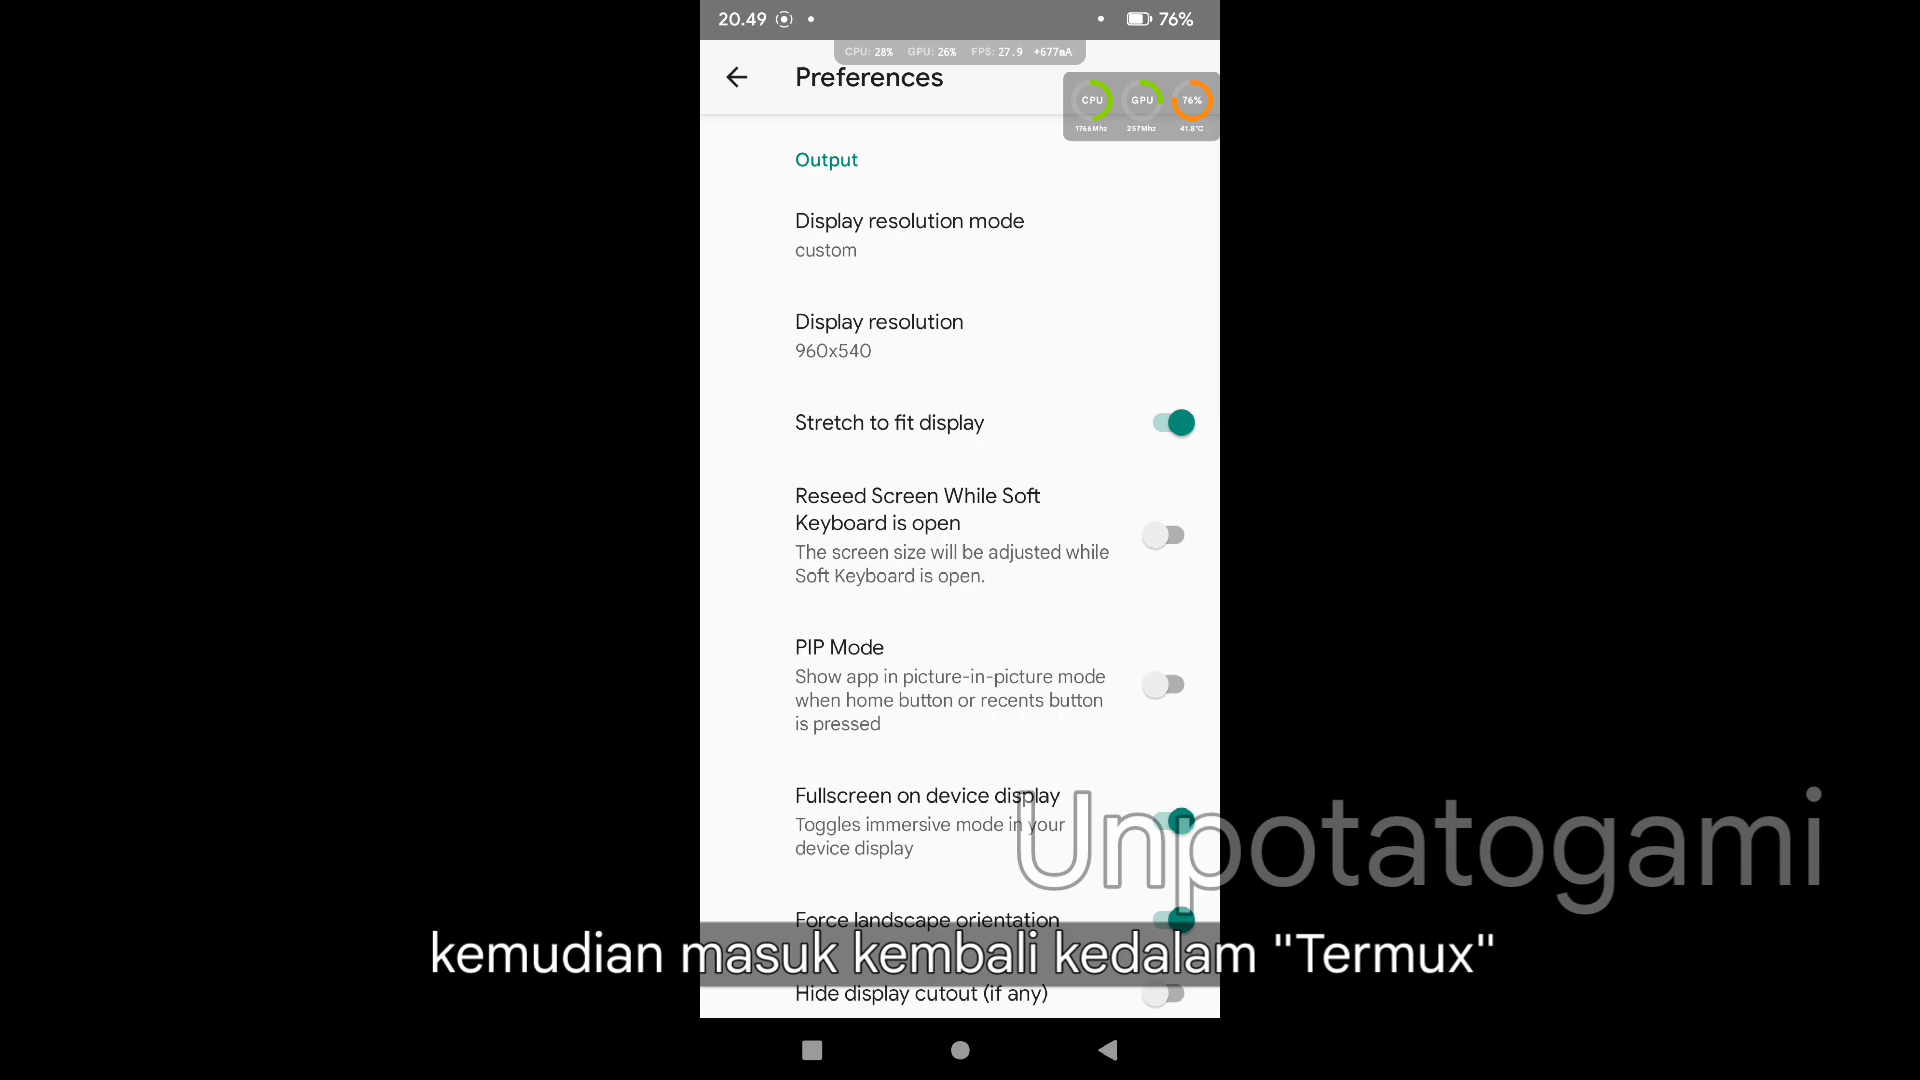 20.49 76%
CPU: 28% GPU: 26% FPS: 27.9 +677mA
Preferences
CPU GPU 76%
1766Mhz 257Mhz 41.8°C
Output
Display resolution mode
custom
Display resolution
960x540
Stretch to fit display
Reseed Screen While Soft
Keyboard is open
The screen size will be adjusted while
Soft Keyboard is open.
PIP Mode
Show app in picture-in-picture mode
when home button or recents button
is pressed
Fullscreen on device display
Toggles immersive mode in your
device display
Unpotatogami
Force landscape orientation
kemudian masuk kembali kedalam "Termux"
Hide display cutout (if any)